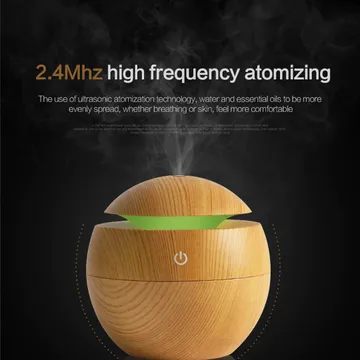 2.4Mhz high frequency atomizing
The use of ultrasonic atomization technology, water and essential oils to be more
evenly spread, whether breathing or skin, feel more comfortable